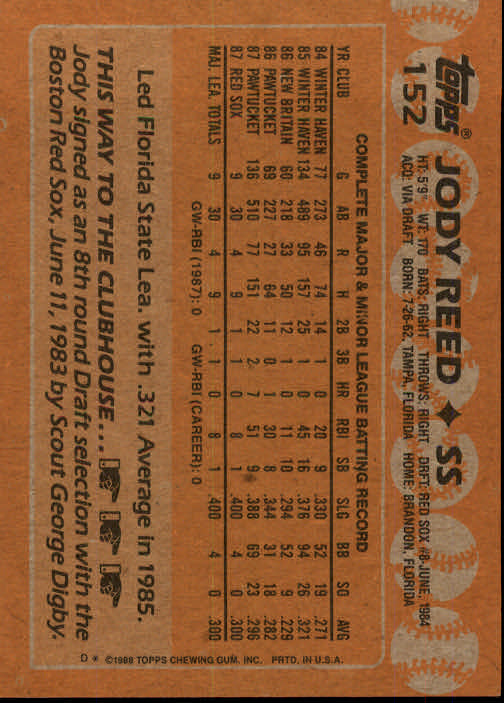 topps®
152
JODY REED ◆ SS
HT: 5'9" WT: 170 BATS: RIGHT THROWS: RIGHT DRFT: RED SOX #8-JUNE, 1984
ACQ: VIA DRAFT BORN: 7-26-62, TAMPA, FLORIDA HOME: BRANDON, FLORIDA
COMPLETE MAJOR & MINOR LEAGUE BATTING RECORD
YR CLUB G AB R H 2B 3B HR RBI SB SLG BB SO AVG
84 WINTER HAVEN 77 273 46 74 14 1 0 20 9 .330 52 19 .271
85 WINTER HAVEN 134 489 95 157 25 1 0 45 16 .376 94 26 .321
86 NEW BRITAIN 60 218 33 50 12 1 0 11 10 .294 52 9 .229
86 PAWTUCKET 69 227 27 64 11 0 1 30 8 .344 31 18 .282
87 PAWTUCKET 136 510 77 151 22 2 7 51 9 .388 69 23 .296
87 RED SOX 9 30 4 9 1 1 0 8 1 .400 4 0 .300
MAJ. LEA. TOTALS 9 30 4 9 1 1 0 8 1 .400 4 0 .300
GW-RBI (1987): 0 GW-RBI (CAREER): 0
Led Florida State Lea. with .321 Average in 1985.
THIS WAY TO THE CLUBHOUSE...
Jody signed as an 8th round Draft selection with the
Boston Red Sox, June 11, 1983 by Scout George Digby.
D* ©1988 TOPPS CHEWING GUM, INC. PRTD. IN U.S.A.